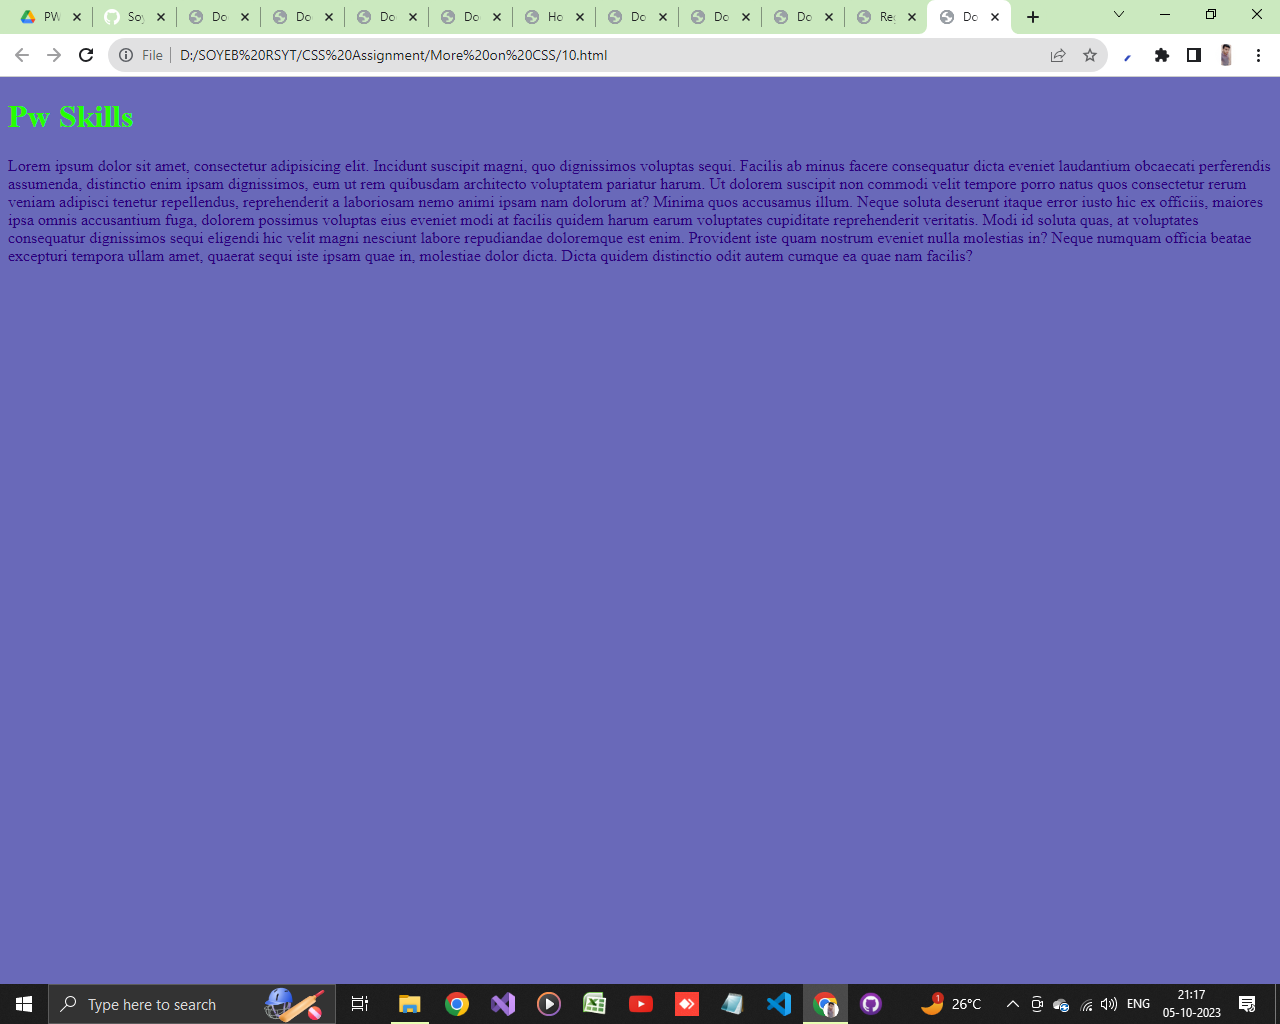 PW
Soy
Do
Do
Do
Do
Ho
Do
Do
Do
Re
Do
File
D:/SOYEB%20RSYT/CSS%20Assignment/More%20on%20CSS/10.html
Pw Skills
Lorem ipsum dolor sit amet, consectetur adipisicing elit. Incidunt suscipit magni, quo dignissimos voluptas sequi. Facilis ab minus facere consequatur dicta eveniet laudantium obcaecati perferendis
assumenda, distinctio enim ipsam dignissimos, eum ut rem quibusdam architecto voluptatem pariatur harum. Ut dolorem suscipit non commodi velit tempore porro natus quos consectetur rerum
veniam adipisci tenetur repellendus, reprehenderit a laboriosam nemo animi ipsam nam dolorum at? Minima quos accusamus illum. Neque soluta deserunt itaque error iusto hic ex officiis, maiores
ipsa omnis accusantium fuga, dolorem possimus voluptas eius eveniet modi at facilis quidem harum earum voluptates cupiditate reprehenderit veritatis. Modi id soluta quas, at voluptates
consequatur dignissimos sequi eligendi hic velit magni nesciunt labore repudiandae doloremque est enim. Provident iste quam nostrum eveniet nulla molestias in? Neque numquam officia beatae
excepturi tempora ullam amet, quaerat sequi iste ipsam quae in, molestiae dolor dicta. Dicta quidem distinctio odit autem cumque ea quae nam facilis?
Type here to search
1
26°C
ENG
21:17
05-10-2023